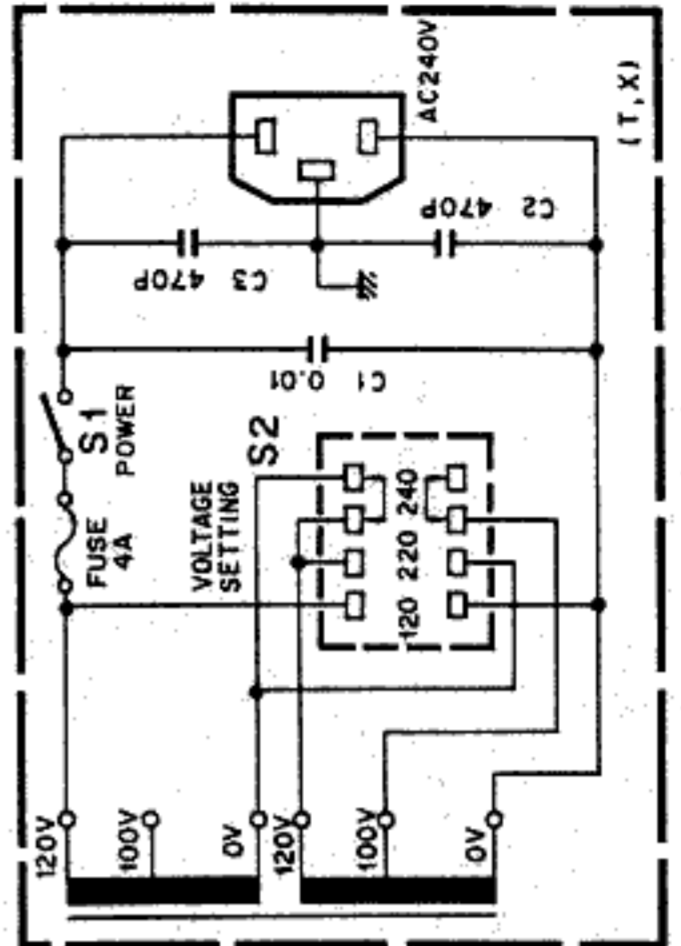 AC240V
(T,X)
C2 470P
C3 470P
C1 0.01
S1
POWER
S2
FUSE
4A
VOLTAGE
SETTING
240
220
120
120V
100V
0V
120V
100V
0V